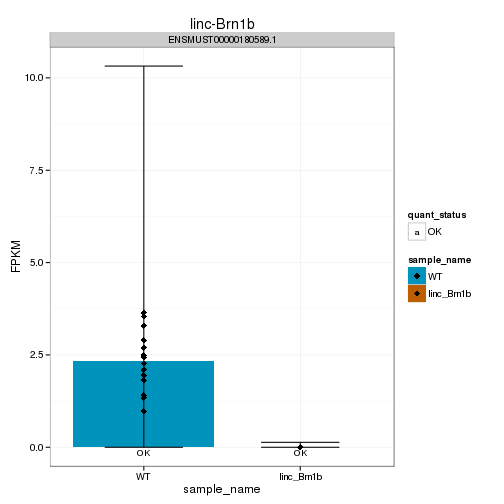 linc-Brn1b
ENSMUST00000180589.1
10.0
7.5
5.0
2.5
0.0
FPKM
OK
OK
WT
linc_Brn1b
sample_name
quant_status
a OK
sample_name
WT
linc_Brn1b